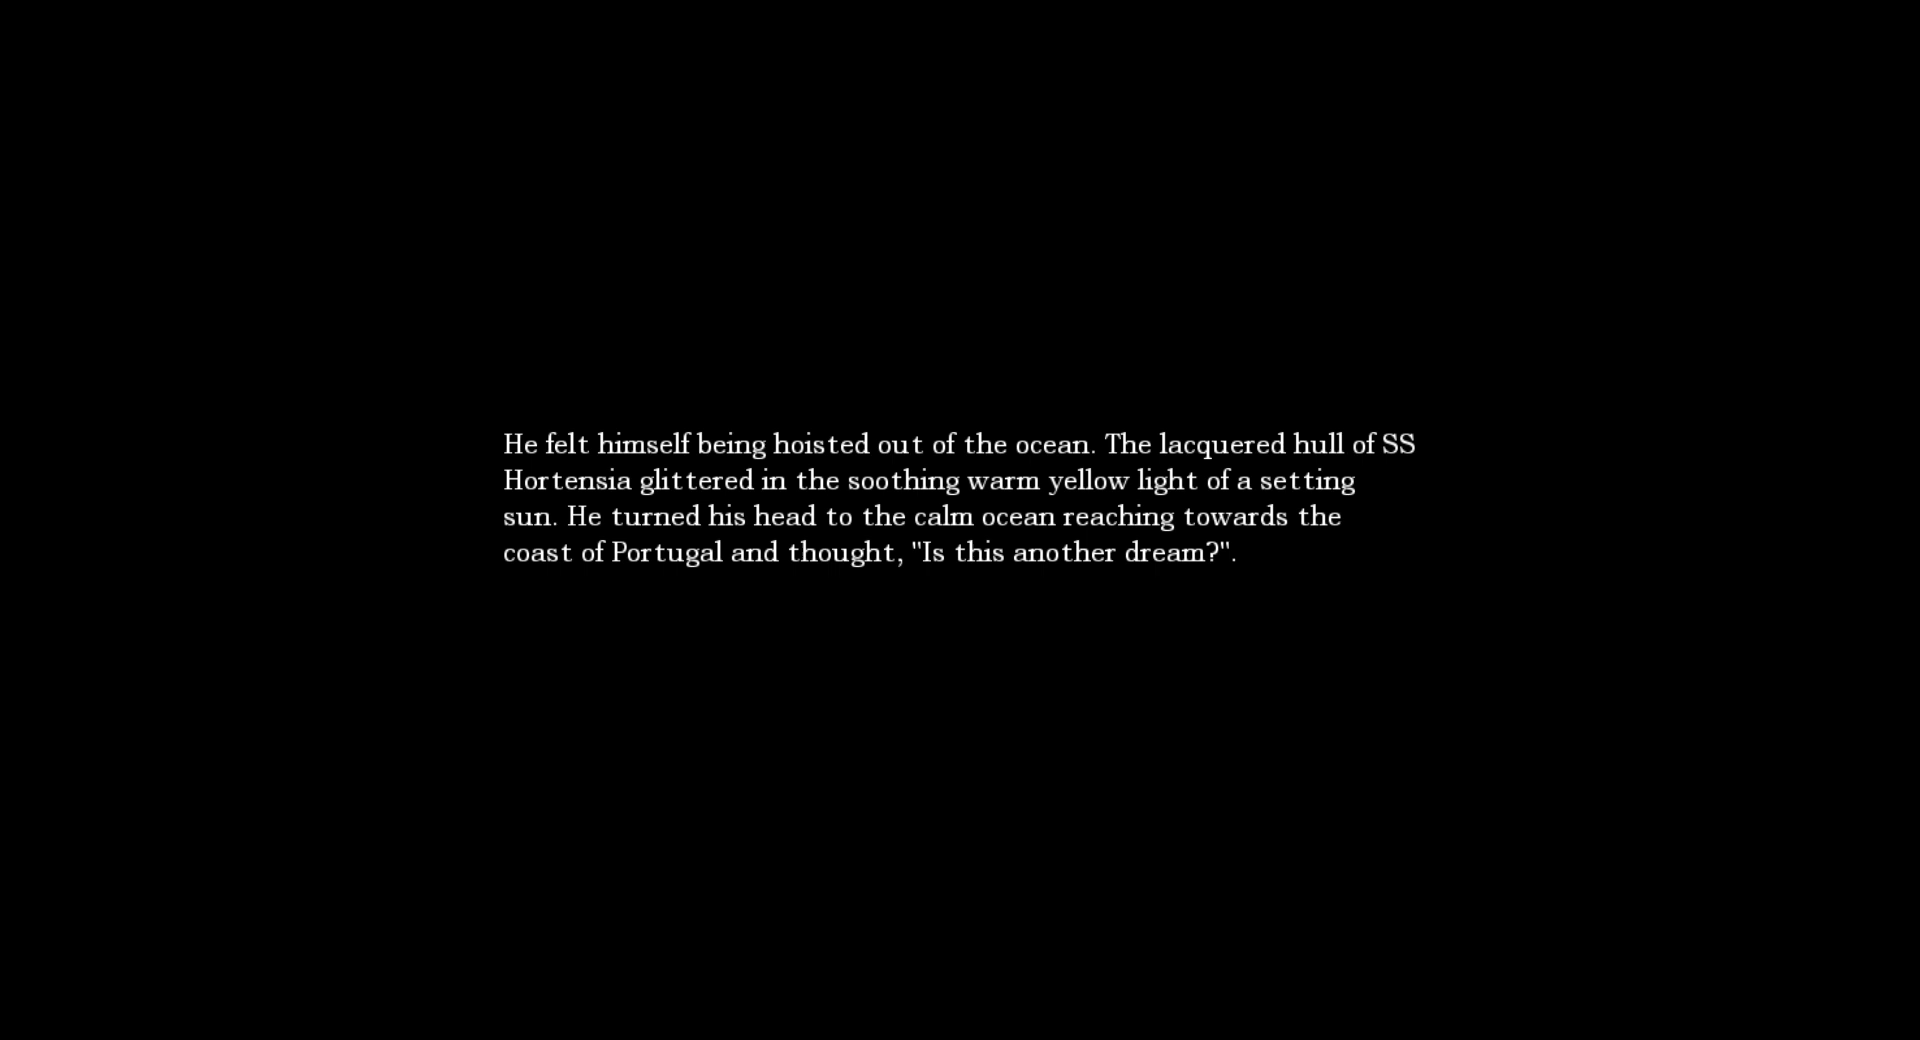 He felt himself being hoisted out of the ocean. The lacquered hull of SS
Hortensia glittered in the soothing warm yellow light of a setting
sun. He turned his head to the calm ocean reaching towards the
coast of Portugal and thought, "Is this another dream?".